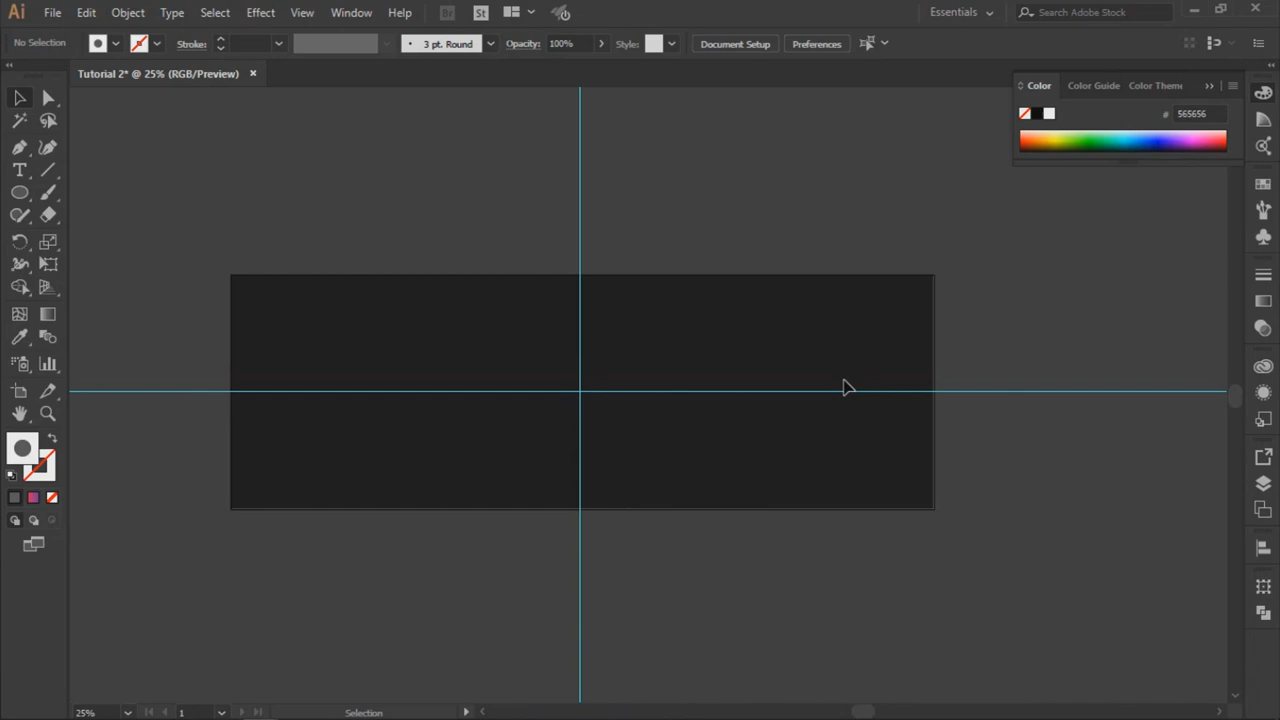 Ai File Edit Object Type Select Effect View Window Help Br St Essentials Search Adobe Stock
No Selection Stroke: 3 pt. Round Opacity: 100% Style: Document Setup Preferences
Tutorial 2* @ 25% (RGB/Preview)
Color Color Guide Color Them
# 565656
25% 1 Selection